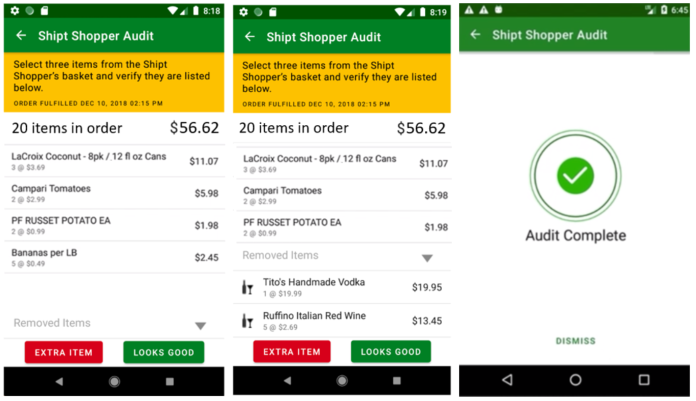 8:18
Shipt Shopper Audit
Select three items from the Shipt
Shopper's basket and verify they are listed
below.
ORDER FULFILLED DEC 10, 2018 02:15 PM
20 items in order $56.62
LaCroix Coconut - 8pk / 12 fl oz Cans $11.07
3 @ $3.69
Campari Tomatoes $5.98
2 @ $2.99
PF RUSSET POTATO EA $1.98
2 @ $0.99
Bananas per LB $2.45
5 @ $0.49
Removed Items
EXTRA ITEM LOOKS GOOD
8:19
Shipt Shopper Audit
Select three items from the Shipt
Shopper's basket and verify they are listed
below.
ORDER FULFILLED DEC 10, 2018 02:15 PM
20 items in order $56.62
LaCroix Coconut - 8pk / 12 fl oz Cans $11.07
3 @ $3.69
Campari Tomatoes $5.98
2 @ $2.99
PF RUSSET POTATO EA $1.98
2 @ $0.99
Removed Items
Tito's Handmade Vodka $19.95
1 @ $19.99
Ruffino Italian Red Wine $13.45
5 @ $2.69
EXTRA ITEM LOOKS GOOD
6:45
Shipt Shopper Audit
Audit Complete
DISMISS